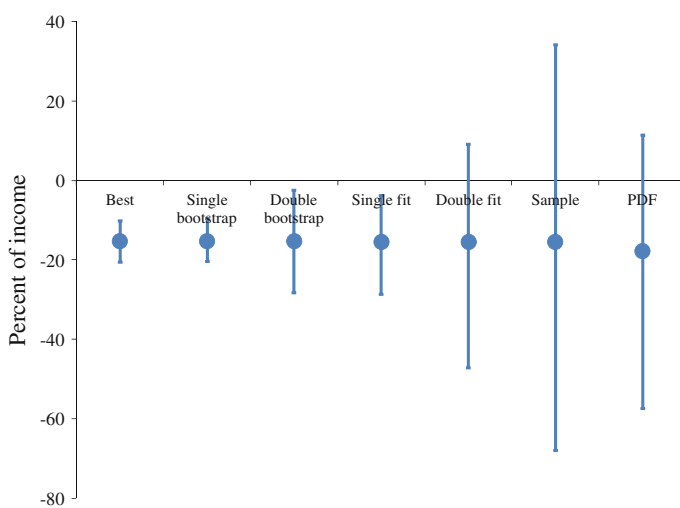 40
20
0
-20
-40
-60
-80
Percent of income
Best
Single
bootstrap
Double
bootstrap
Single fit
Double fit
Sample
PDF